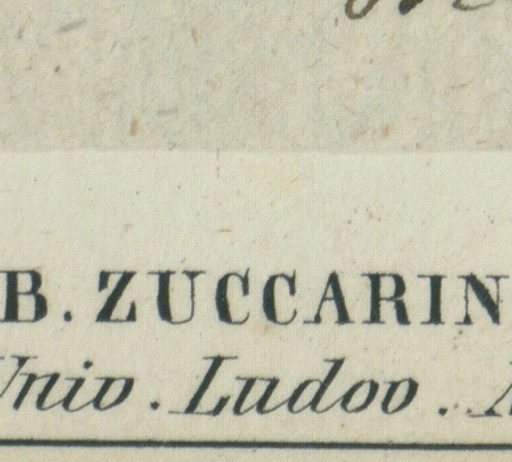 B. ZUCCARIN
Univ. Ludov.